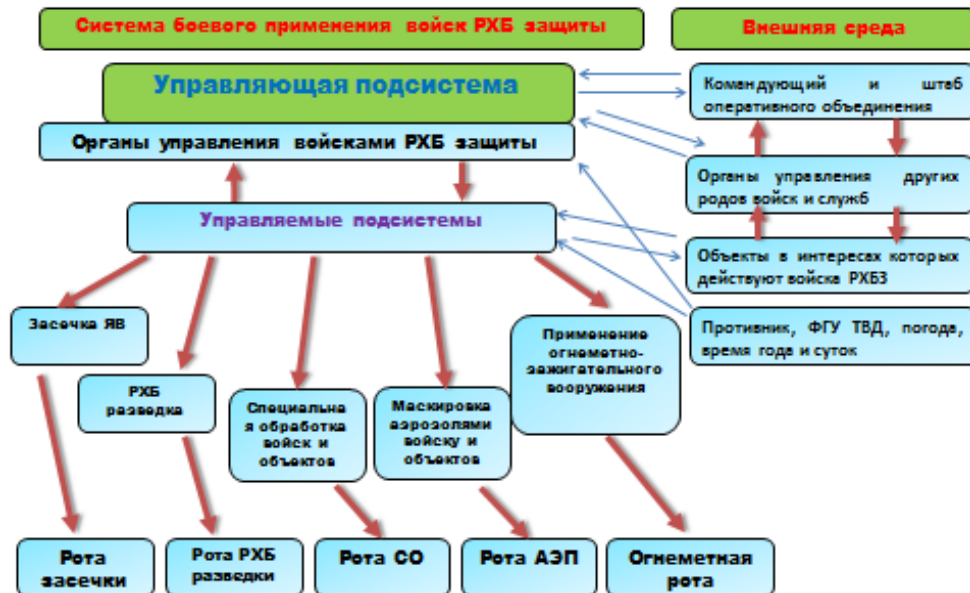 Система боевого применения войск РХБ защиты
Внешняя среда
Управляющая подсистема
Органы управления войсками РХБ защиты
Управляемые подсистемы
Командующий и штаб
оперативного объединения
Органы управления других
родов войск и служб
Объекты в интересах которых
действуют войска РХБЗ
Противник, ФГУ ТВД, погода,
время года и суток
Засечка ЯВ
РХБ
разведка
Специальна
я обработка
войск и
объектов
Маскировка
аэрозолями
войску и
объектов
Применение
огнеметно-
зажигательного
вооружения
Рота
засечки
Рота РХБ
разведки
Рота СО
Рота АЭП
Огнеметная
рота